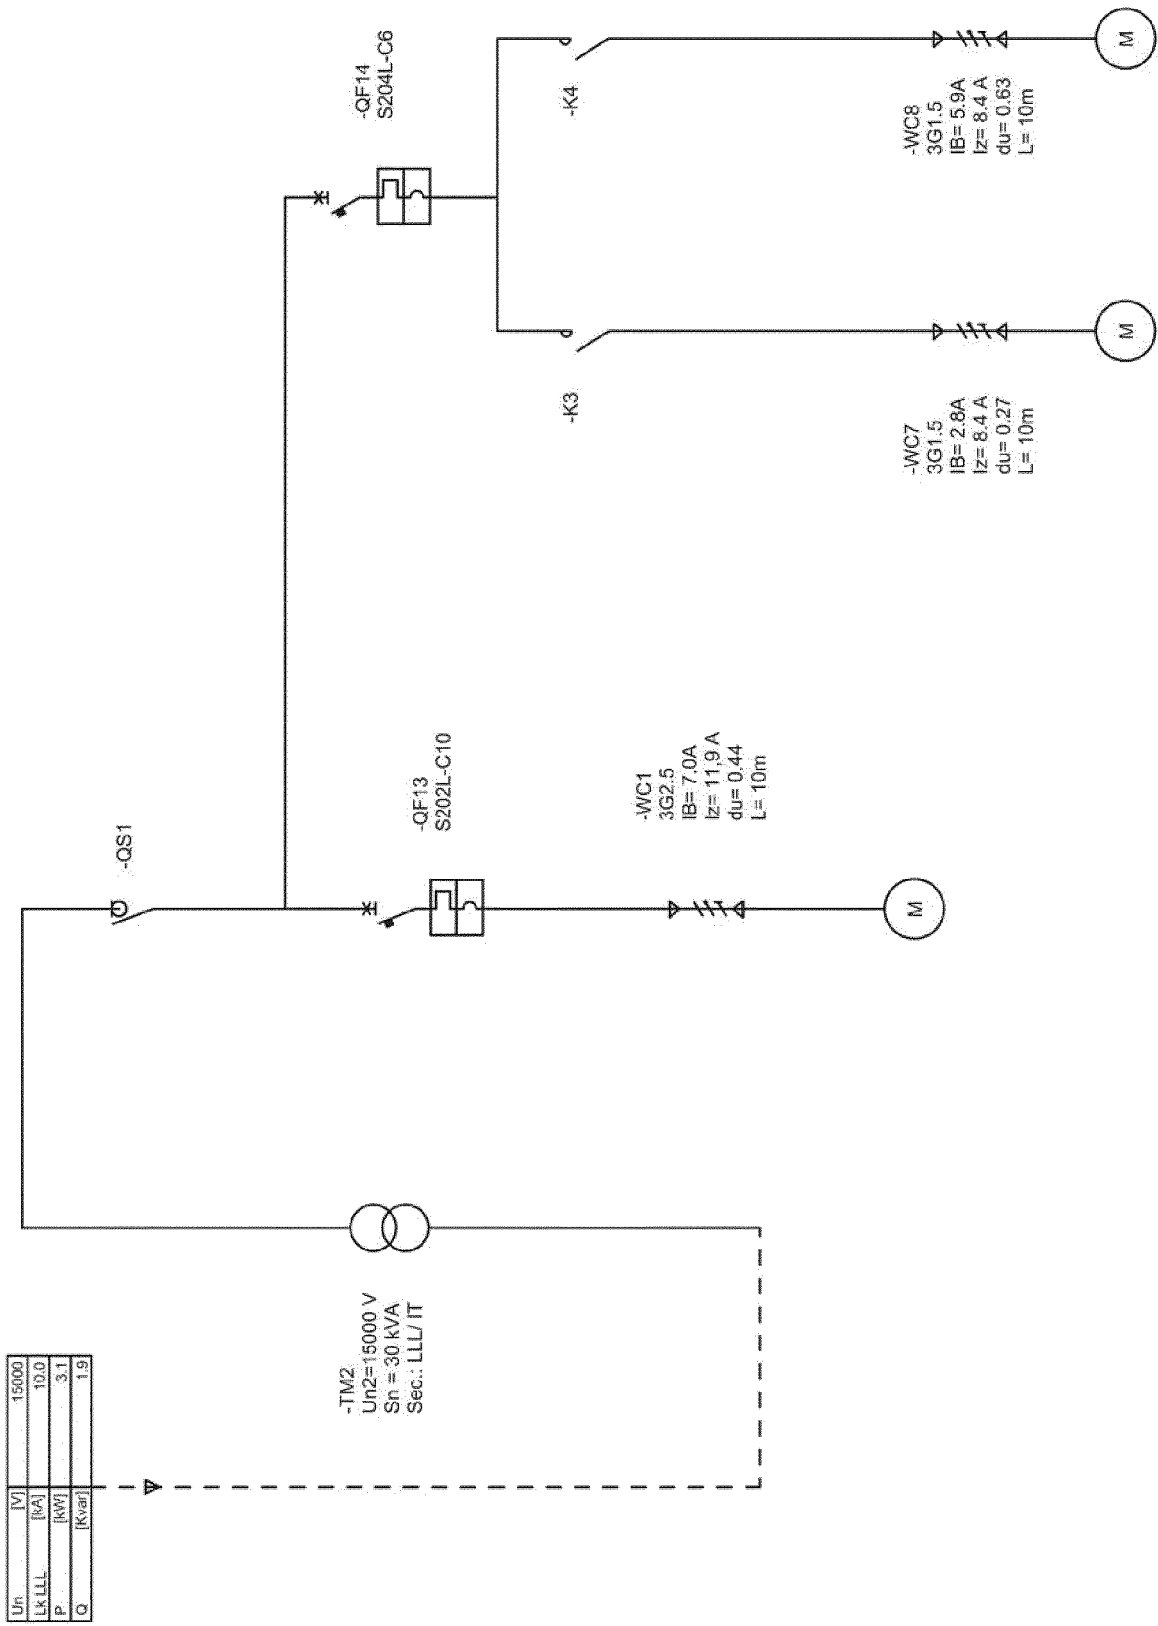 Un [V] 15000
Lk LLL [kA] 10.0
P [kW] 3.1
Q [Kvar] 1.9
-TM2
Un2=15000 V
Sn = 30 kVA
Sec.: LLL/ IT
-QS1
-QF13
S202L-C10
-WC1
3G2.5
IB= 7.0A
Iz= 11,9 A
du= 0.44
L= 10m
M
-QF14
S204L-C6
-K3
-K4
-WC7
3G1.5
IB= 2.8A
Iz= 8.4 A
du= 0.27
L= 10m
M
-WC8
3G1.5
IB= 5.9A
Iz= 8.4 A
du= 0.63
L= 10m
M